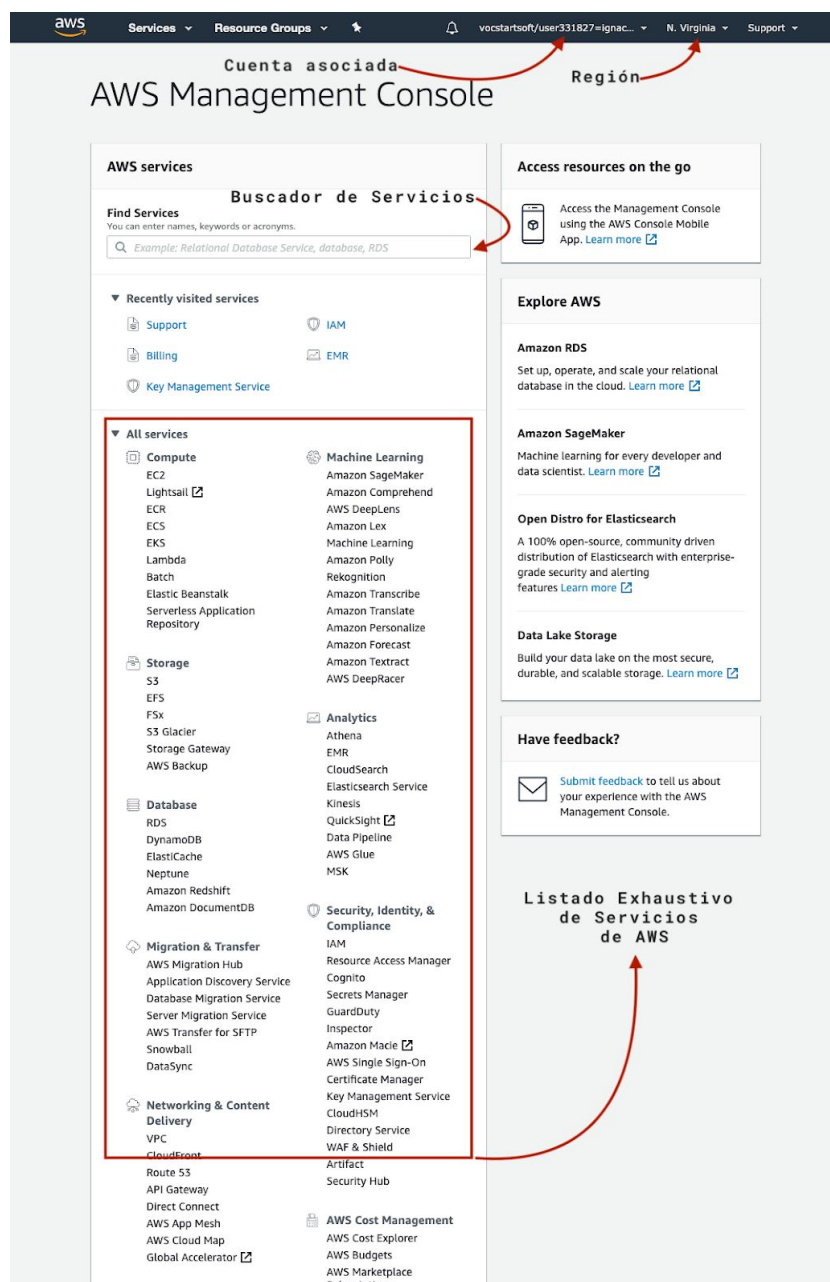 aws
Services
Resource Groups
vocstartsoft/user331827=ignac...
N. Virginia
Support
Cuenta asociada
Región
AWS Management Console
AWS services
Buscador de Servicios
Find Services
You can enter names, keywords or acronyms.
Example: Relational Database Service, database, RDS
Recently visited services
Support
IAM
Billing
EMR
Key Management Service
All services
Compute
EC2
Lightsail
ECR
ECS
EKS
Lambda
Batch
Elastic Beanstalk
Serverless Application
Repository
Storage
S3
EFS
FSx
S3 Glacier
Storage Gateway
AWS Backup
Database
RDS
DynamoDB
ElastiCache
Neptune
Amazon Redshift
Amazon DocumentDB
Migration & Transfer
AWS Migration Hub
Application Discovery Service
Database Migration Service
Server Migration Service
AWS Transfer for SFTP
Snowball
DataSync
Networking & Content
Delivery
VPC
CloudFront
Route 53
API Gateway
Direct Connect
AWS App Mesh
AWS Cloud Map
Global Accelerator
Machine Learning
Amazon SageMaker
Amazon Comprehend
AWS DeepLens
Amazon Lex
Machine Learning
Amazon Polly
Rekognition
Amazon Transcribe
Amazon Translate
Amazon Personalize
Amazon Forecast
Amazon Textract
AWS DeepRacer
Analytics
Athena
EMR
CloudSearch
Elasticsearch Service
Kinesis
QuickSight
Data Pipeline
AWS Glue
MSK
Security, Identity, &
Compliance
IAM
Resource Access Manager
Cognito
Secrets Manager
GuardDuty
Inspector
Amazon Macie
AWS Single Sign-On
Certificate Manager
Key Management Service
CloudHSM
Directory Service
WAF & Shield
Artifact
Security Hub
AWS Cost Management
AWS Cost Explorer
AWS Budgets
AWS Marketplace
Access resources on the go
Access the Management Console
using the AWS Console Mobile
App. Learn more
Explore AWS
Amazon RDS
Set up, operate, and scale your relational
database in the cloud. Learn more
Amazon SageMaker
Machine learning for every developer and
data scientist. Learn more
Open Distro for Elasticsearch
A 100% open-source, community driven
distribution of Elasticsearch with enterprise-
grade security and alerting
features Learn more
Data Lake Storage
Build your data lake on the most secure,
durable, and scalable storage. Learn more
Have feedback?
Submit feedback to tell us about
your experience with the AWS
Management Console.
Listado Exhaustivo
de Servicios
de AWS